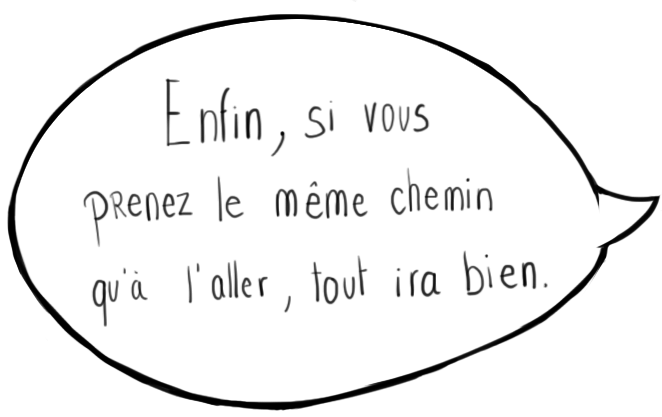 Enfin, si vous
prenez le même chemin
qu'à l'aller, tout ira bien.